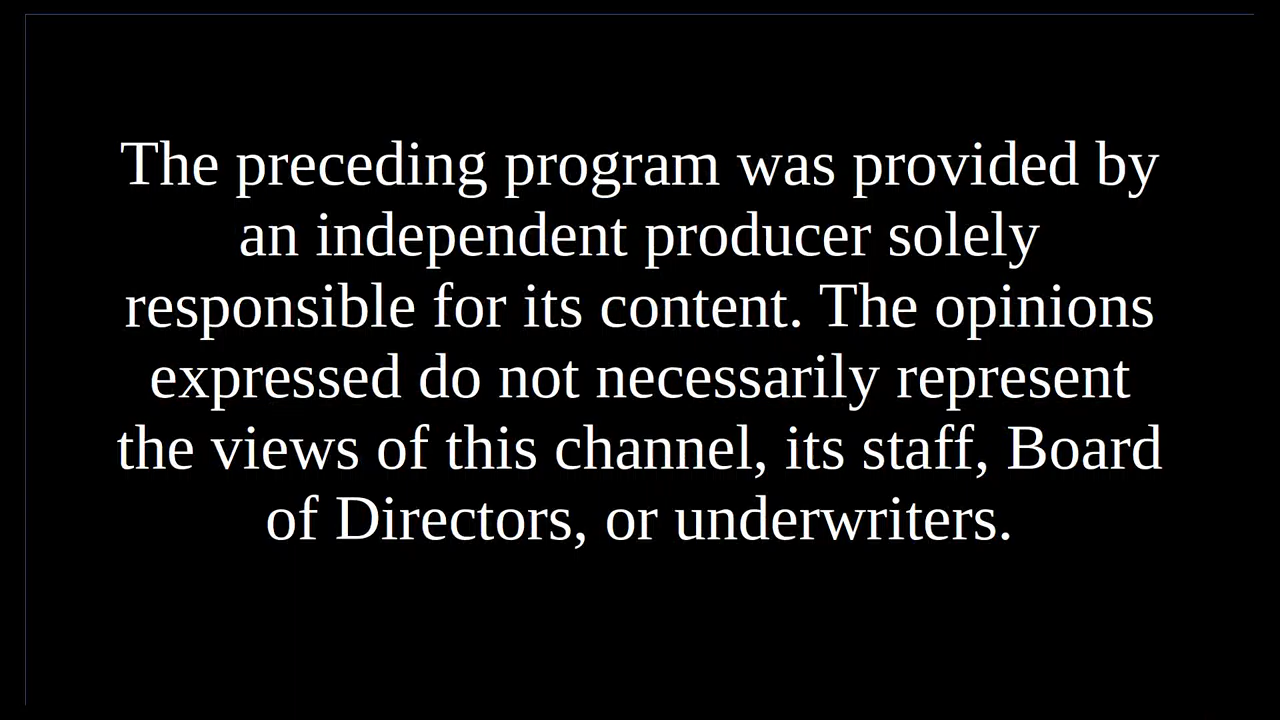 The preceding program was provided by
an independent producer solely
responsible for its content. The opinions
expressed do not necessarily represent
the views of this channel, its staff, Board
of Directors, or underwriters.